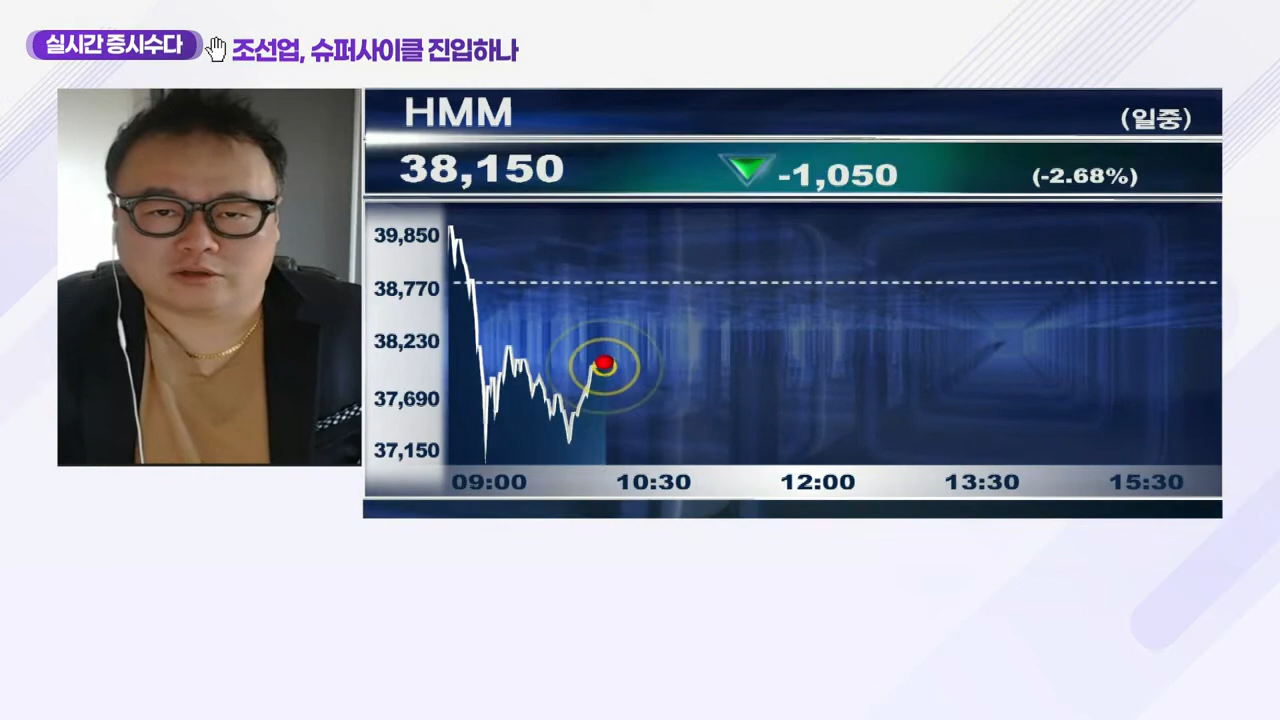 실시간 증시수다
조선업, 슈퍼사이클 진입하나
HMM
(일중)
38,150
-1,050
(-2.68%)
39,850
38,770
38,230
37,690
37,150
09:00 10:30 12:00 13:30 15:30